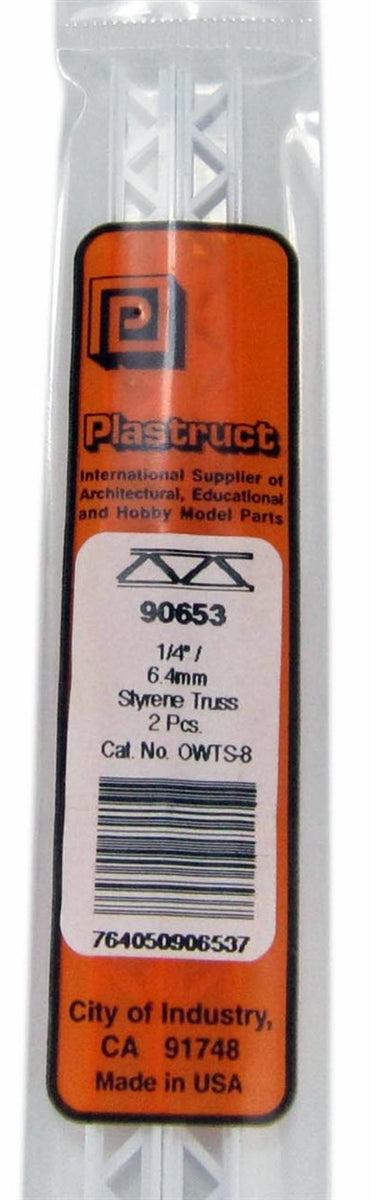 P
Plastruct
International Supplier of
Architectural, Educational
and Hobby Model Parts
90653
1/4" /
6.4mm
Styrene Truss
2 Pcs.
Cat. No. OWTS-8
764050906537
City of Industry,
CA 91748
Made in USA